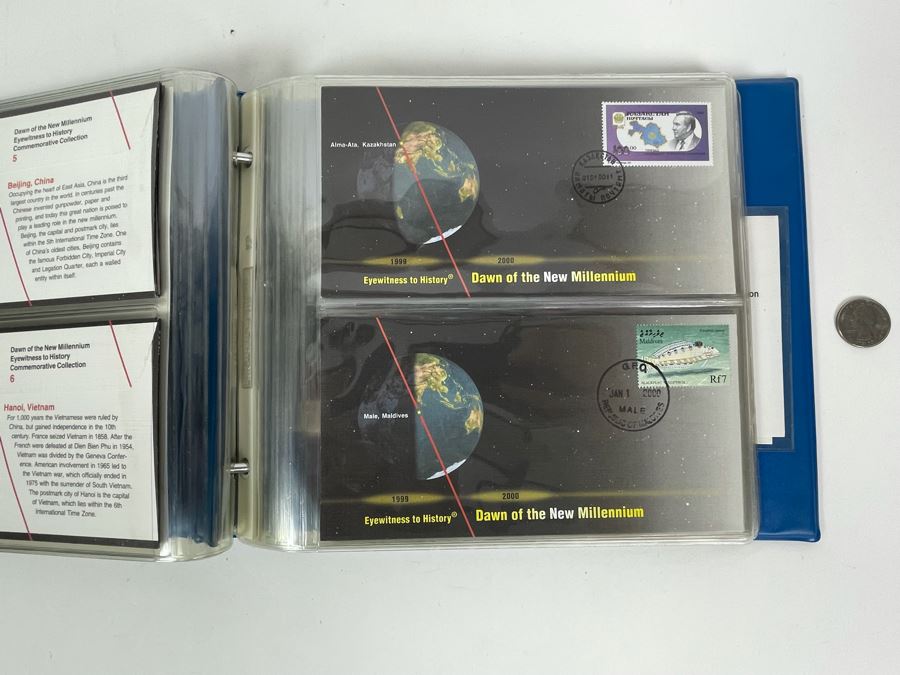 Dawn of the New Millennium
Eyewitness to History
Commemorative Collection
5
Beijing, China
Occupying the heart of East Asia, China is the third
largest country in the world. In centuries past the
Chinese invented gunpowder, paper and
printing, and today this great nation is poised to
play a leading role in the new millennium.
Beijing, the capital and postmark city, lies
within the 5th International Time Zone. One
of China's oldest cities, Beijing contains
the famous Forbidden City, Imperial City
and Legation Quarter, each a walled
entity within itself.
Dawn of the New Millennium
Eyewitness to History
Commemorative Collection
6
Hanoi, Vietnam
For 1,000 years the Vietnamese were ruled by
China, but gained independence in the 10th
century. France seized Vietnam in 1858. After the
French were defeated at Dien Bien Phu in 1954,
Vietnam was divided by the Geneva Confer-
ence. American involvement in 1965 led to
the Vietnam war, which officially ended in
1975 with the surrender of South Vietnam.
The postmark city of Hanoi is the capital
of Vietnam, which lies within the 6th
International Time Zone.
Alma-Ata, Kazakhstan
ҚАЗАҚСТАН
ПОЧТАСЫ
1999
2000
Eyewitness to History®
Dawn of the New Millennium
Male, Maldives
Maldives
Rf7
G.P.O
JAN 1 2000
MALE
REPUBLIC OF MALDIVES
1999
2000
Eyewitness to History®
Dawn of the New Millennium